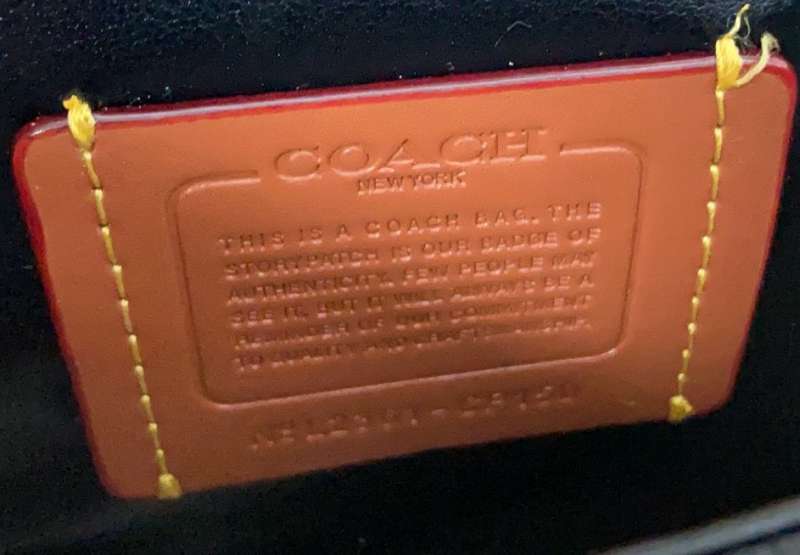 COACH
NEW YORK
THIS IS A COACH BAG. THE
STORYPATCH IS OUR BADGE OF
AUTHENTICITY. FEW PEOPLE MAY
SEE IT, BUT IT WILL ALWAYS BE A
REMINDER OF OUR COMMITMENT
TO QUALITY AND CRAFTSMANSHIP.